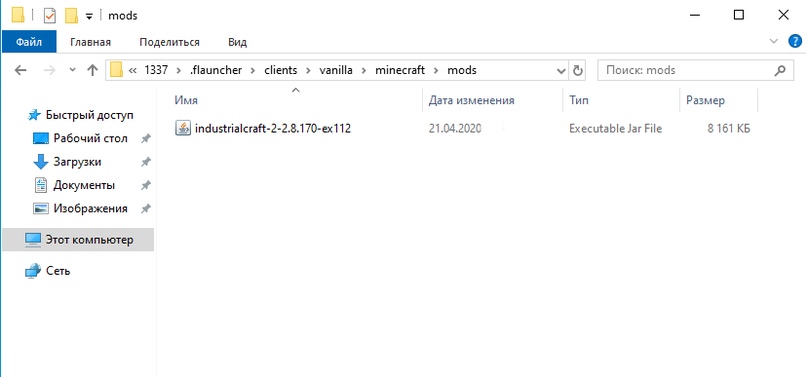 mods
Файл Главная Поделиться Вид
« 1337 .flauncher clients vanilla minecraft mods Поиск: mods
Имя Дата изменения Тип Размер
industrialcraft-2-2.8.170-ex112 21.04.2020 Executable Jar File 8 161 КБ
Быстрый доступ
Рабочий стол
Загрузки
Документы
Изображения
Этот компьютер
Сеть